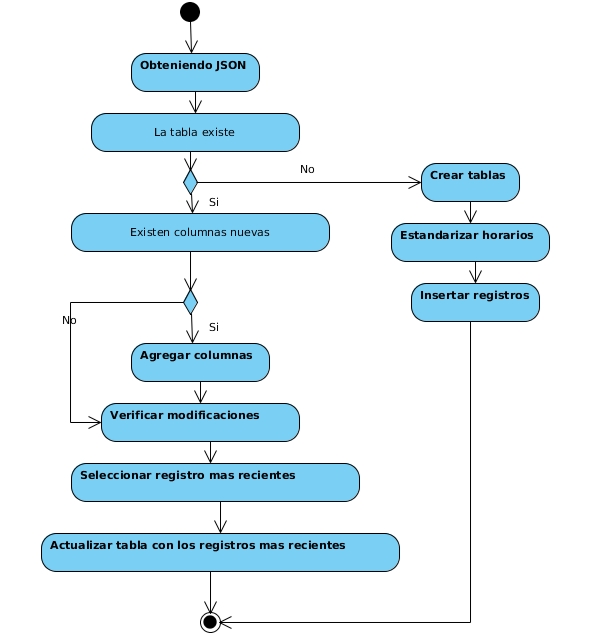 Obteniendo JSON
La tabla existe
No
Crear tablas
Si
Existen columnas nuevas
Estandarizar horarios
Insertar registros
No
Si
Agregar columnas
Verificar modificaciones
Seleccionar registro mas recientes
Actualizar tabla con los registros mas recientes